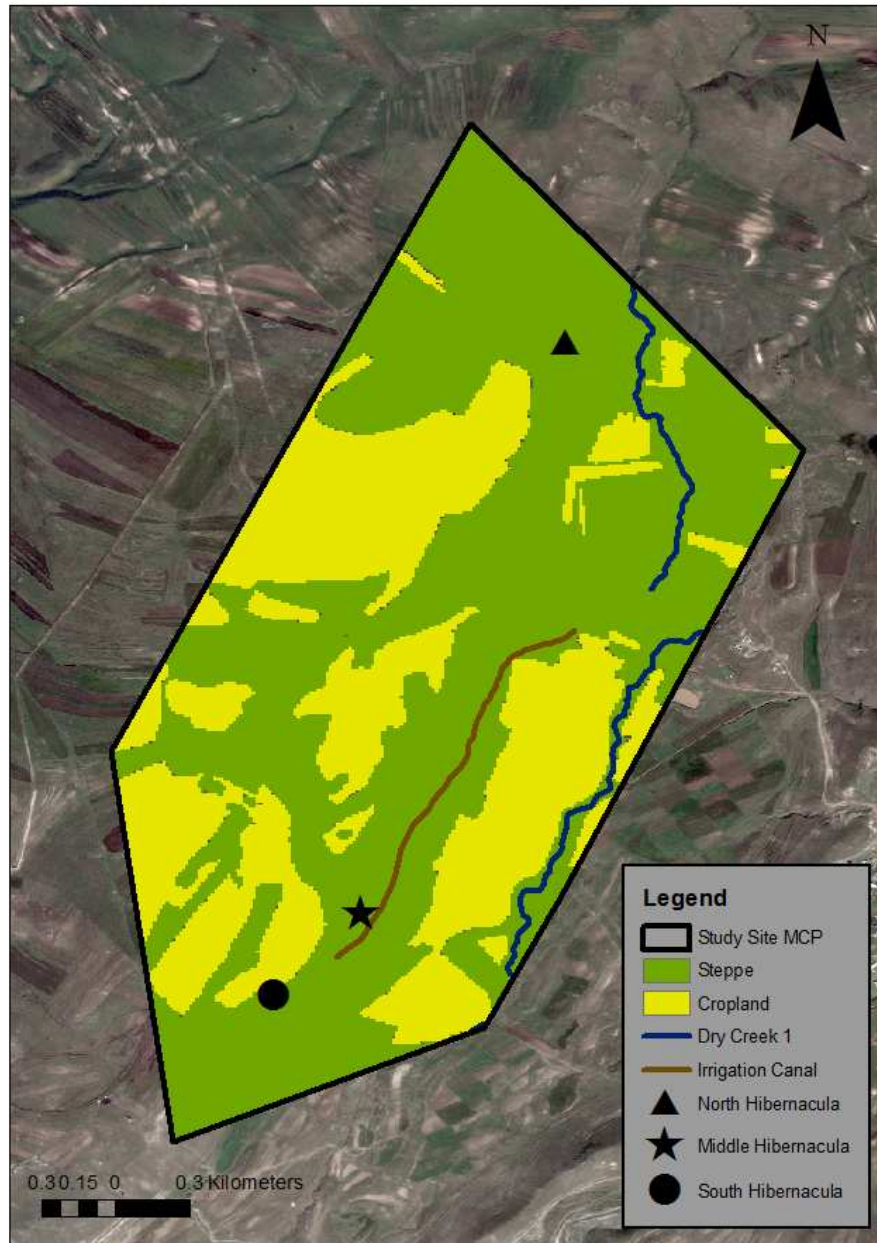 N
Legend
Study Site MCP
Steppe
Cropland
Dry Creek 1
Irrigation Canal
North Hibernacula
Middle Hibernacula
South Hibernacula
0.30.15 0 0.3 Kilometers